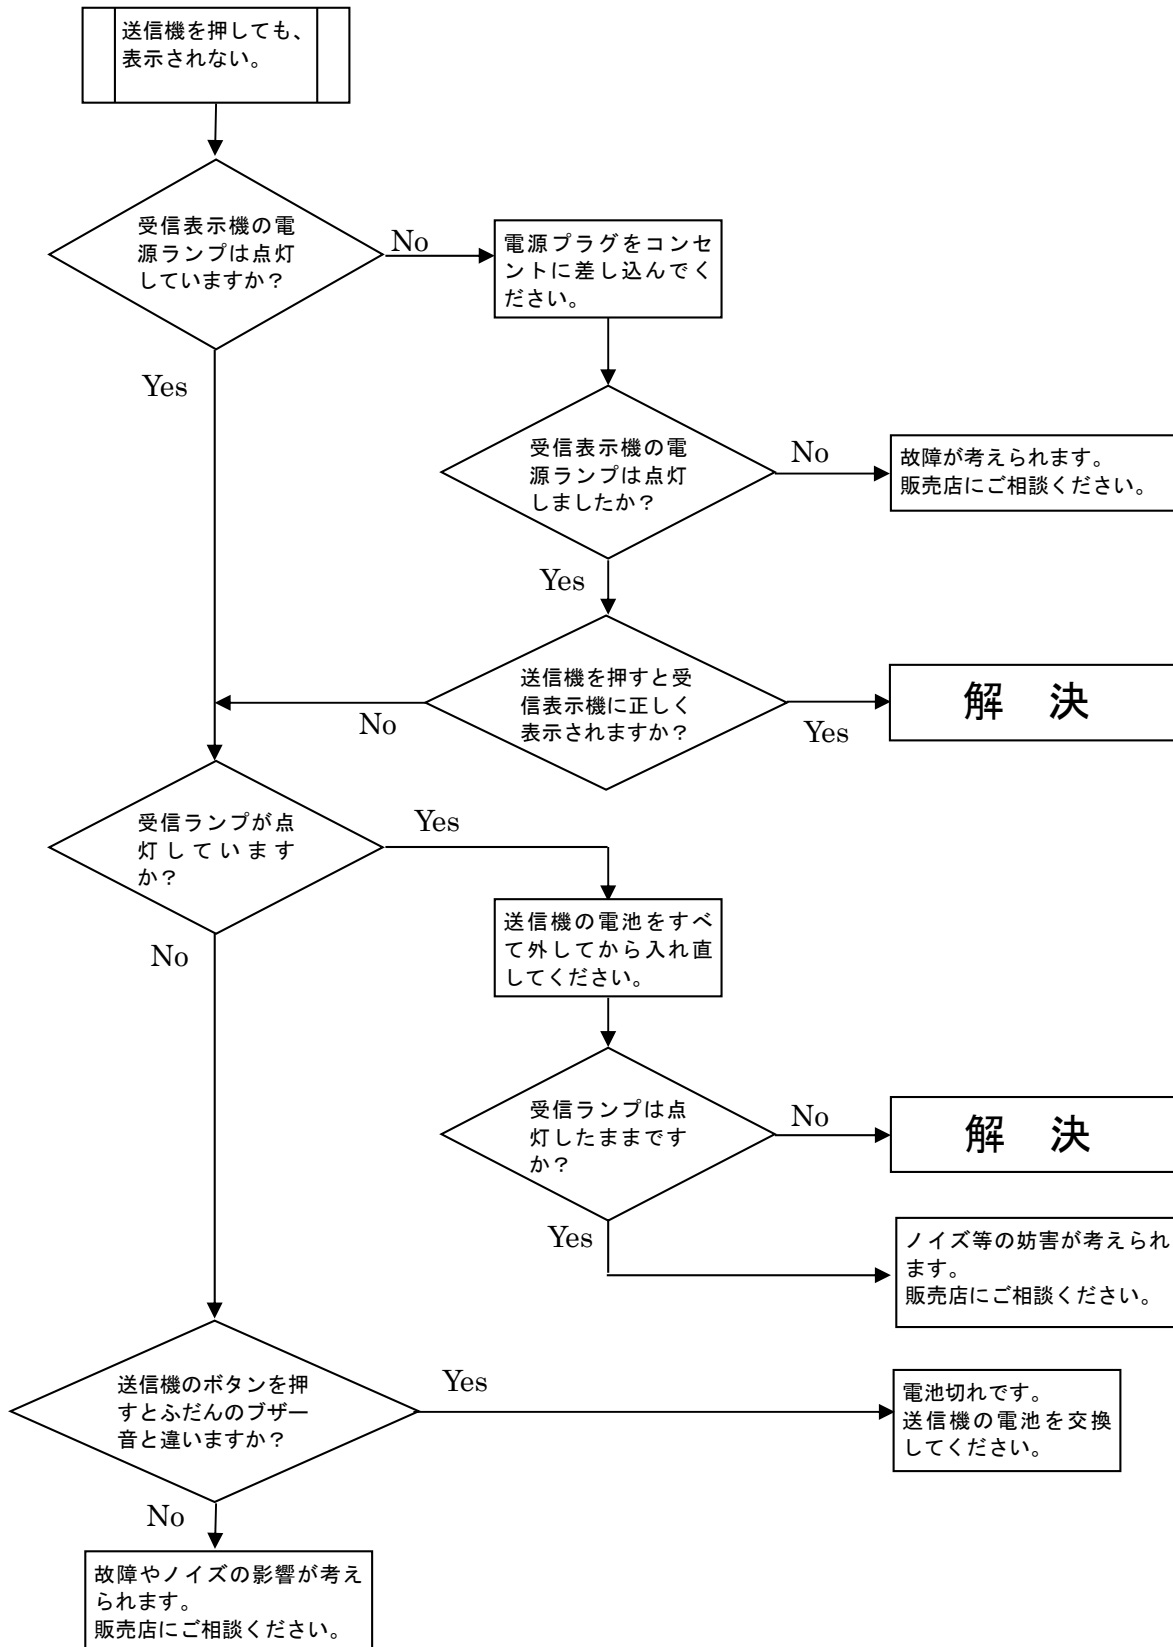 送信機を押しても、
表示されない。
受信表示機の電
源ランプは点灯
していますか？
No
電源プラグをコンセ
ントに差し込んでく
ださい。
Yes
受信表示機の電
源ランプは点灯
しましたか？
No
故障が考えられます。
販売店にご相談ください。
Yes
送信機を押すと受
信表示機に正しく
表示されますか？
No
Yes
解　決
受信ランプが点
灯していますか
か？
Yes
送信機の電池をすべ
て外してから入れ直
してください。
No
受信ランプは点
灯したままです
か？
No
解　決
Yes
ノイズ等の妨害が考えられ
ます。
販売店にご相談ください。
送信機のボタンを押
すとふだんのブザー
音と違いますか？
Yes
電池切れです。
送信機の電池を交換
してください。
No
故障やノイズの影響が考え
られます。
販売店にご相談ください。